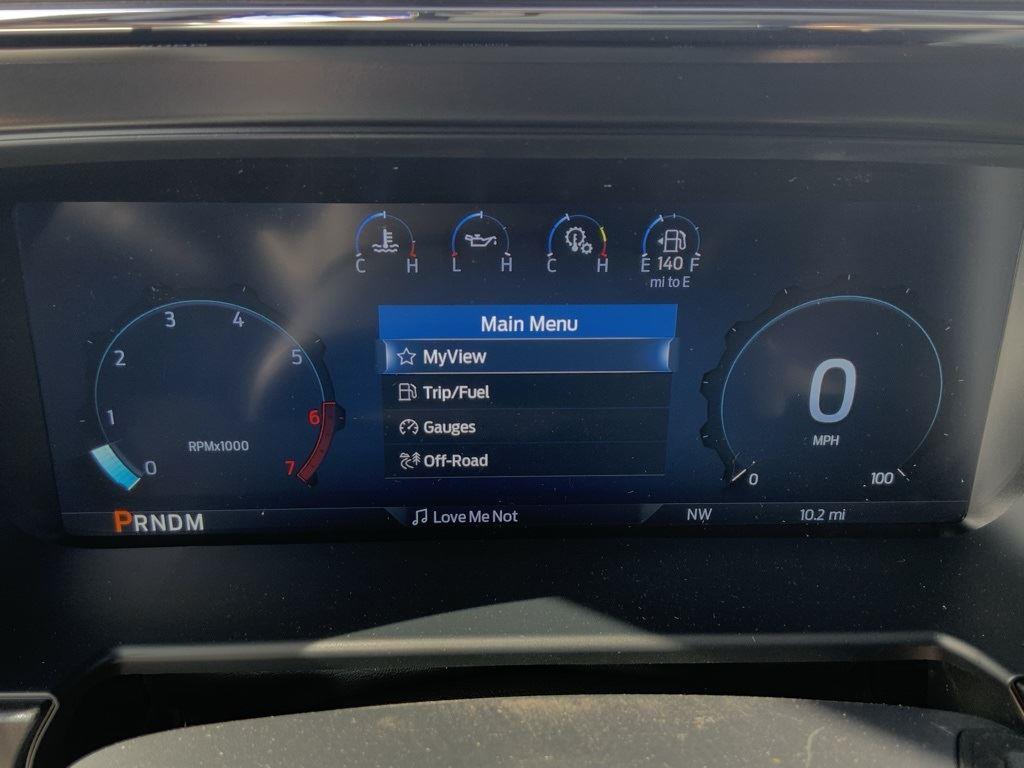 C H L H C H E 140 F
mi to E
Main Menu
MyView
Trip/Fuel
Gauges
Off-Road
0 1 2 3 4 5 6 7
RPMx1000
0
MPH
0 100
PRNDM
Love Me Not
NW
10.2 mi